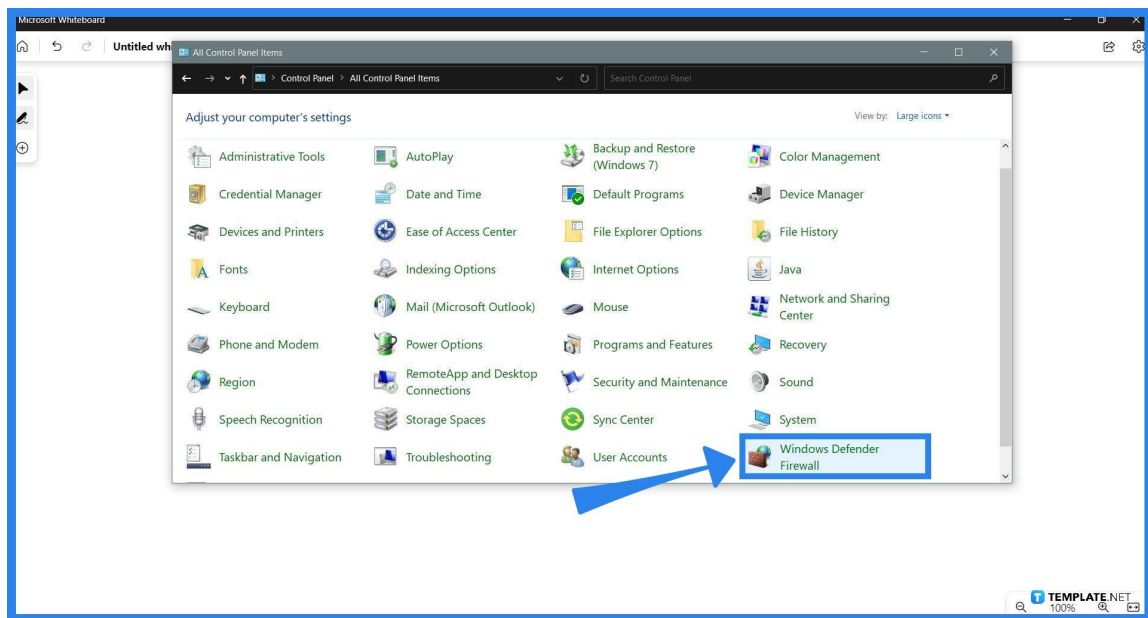 Microsoft Whiteboard
Untitled wh
All Control Panel Items
Control Panel > All Control Panel Items
Search Control Panel
Adjust your computer's settings
View by: Large icons
Administrative Tools
AutoPlay
Backup and Restore
(Windows 7)
Color Management
Credential Manager
Date and Time
Default Programs
Device Manager
Devices and Printers
Ease of Access Center
File Explorer Options
File History
Fonts
Indexing Options
Internet Options
Java
Keyboard
Mail (Microsoft Outlook)
Mouse
Network and Sharing
Center
Phone and Modem
Power Options
Programs and Features
Recovery
Region
RemoteApp and Desktop
Connections
Security and Maintenance
Sound
Speech Recognition
Storage Spaces
Sync Center
System
Taskbar and Navigation
Troubleshooting
User Accounts
Windows Defender
Firewall
T TEMPLATE.NET
100%